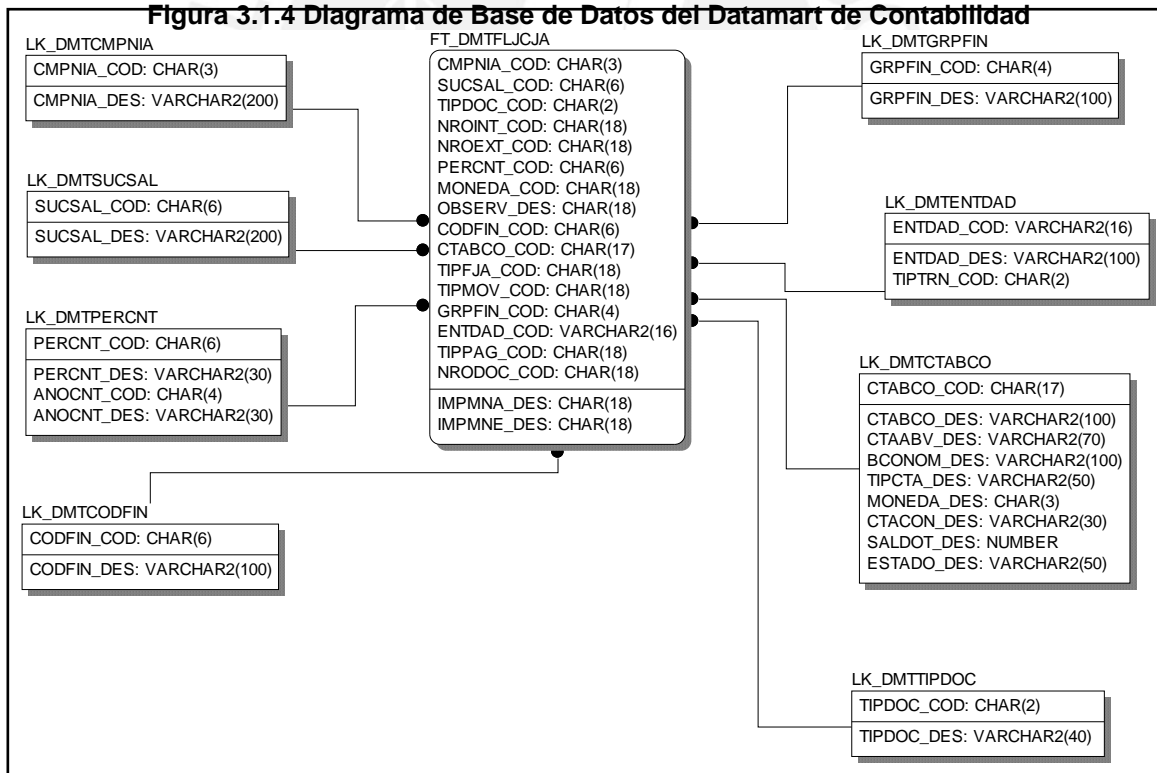 Figura 3.1.4 Diagrama de Base de Datos del Datamart de Contabilidad
LK_DMTCMPNIA
CMPNIA_COD: CHAR(3)
CMPNIA_DES: VARCHAR2(200)
LK_DMTSUCSAL
SUCSAL_COD: CHAR(6)
SUCSAL_DES: VARCHAR2(200)
LK_DMTPERCNT
PERCNT_COD: CHAR(6)
PERCNT_DES: VARCHAR2(30)
ANOCNT_COD: CHAR(4)
ANOCNT_DES: VARCHAR2(30)
LK_DMTCODFIN
CODFIN_COD: CHAR(6)
CODFIN_DES: VARCHAR2(100)
FT_DMTFLJCJA
CMPNIA_COD: CHAR(3)
SUCSAL_COD: CHAR(6)
TIPDOC_COD: CHAR(2)
NROINT_COD: CHAR(18)
NROEXT_COD: CHAR(18)
PERCNT_COD: CHAR(6)
MONEDA_COD: CHAR(18)
OBSERV_DES: CHAR(18)
CODFIN_COD: CHAR(6)
CTABCO_COD: CHAR(17)
TIPFJA_COD: CHAR(18)
TIPMOV_COD: CHAR(18)
GRPFIN_COD: CHAR(4)
ENTDAD_COD: VARCHAR2(16)
TIPPAG_COD: CHAR(18)
NRODOC_COD: CHAR(18)
IMPMNA_DES: CHAR(18)
IMPMNE_DES: CHAR(18)
LK_DMTGRPFIN
GRPFIN_COD: CHAR(4)
GRPFIN_DES: VARCHAR2(100)
LK_DMTENTDAD
ENTDAD_COD: VARCHAR2(16)
ENTDAD_DES: VARCHAR2(100)
TIPTRN_COD: CHAR(2)
LK_DMTCTABCO
CTABCO_COD: CHAR(17)
CTABCO_DES: VARCHAR2(100)
CTAABV_DES: VARCHAR2(70)
BCONOM_DES: VARCHAR2(100)
TIPCTA_DES: VARCHAR2(50)
MONEDA_DES: CHAR(3)
CTACON_DES: VARCHAR2(30)
SALDOT_DES: NUMBER
ESTADO_DES: VARCHAR2(50)
LK_DMTTIPDOC
TIPDOC_COD: CHAR(2)
TIPDOC_DES: VARCHAR2(40)